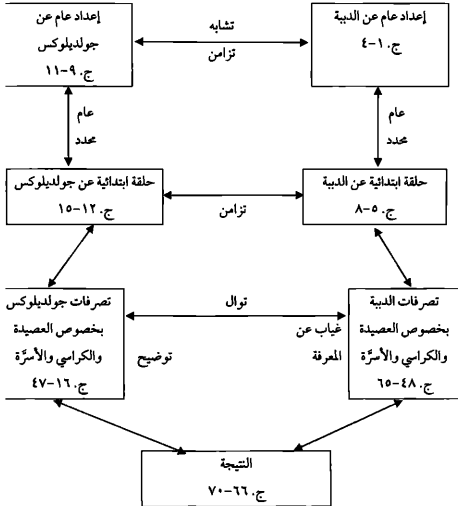 إعداد عام عن الدببة
ج. ١-٤
تشابه
تزامن
إعداد عام عن
جولديلوكس
ج. ٩-١١
عام
محدد
عام
محدد
حلقة ابتدائية عن الدببة
ج. ٥-٨
تزامن
حلقة ابتدائية عن جولديلوكس
ج. ١٢-١٥
تصرفات الدببة
بخصوص العصيدة
والكراسي والأسرَّة
ج. ٤٨-٦٥
توال
غياب عن
المعرفة
توضيح
تصرفات جولديلوكس
بخصوص العصيدة
والكراسي والأسرَّة
ج. ١٦-٤٧
النتيجة
ج. ٦٦-٧٠